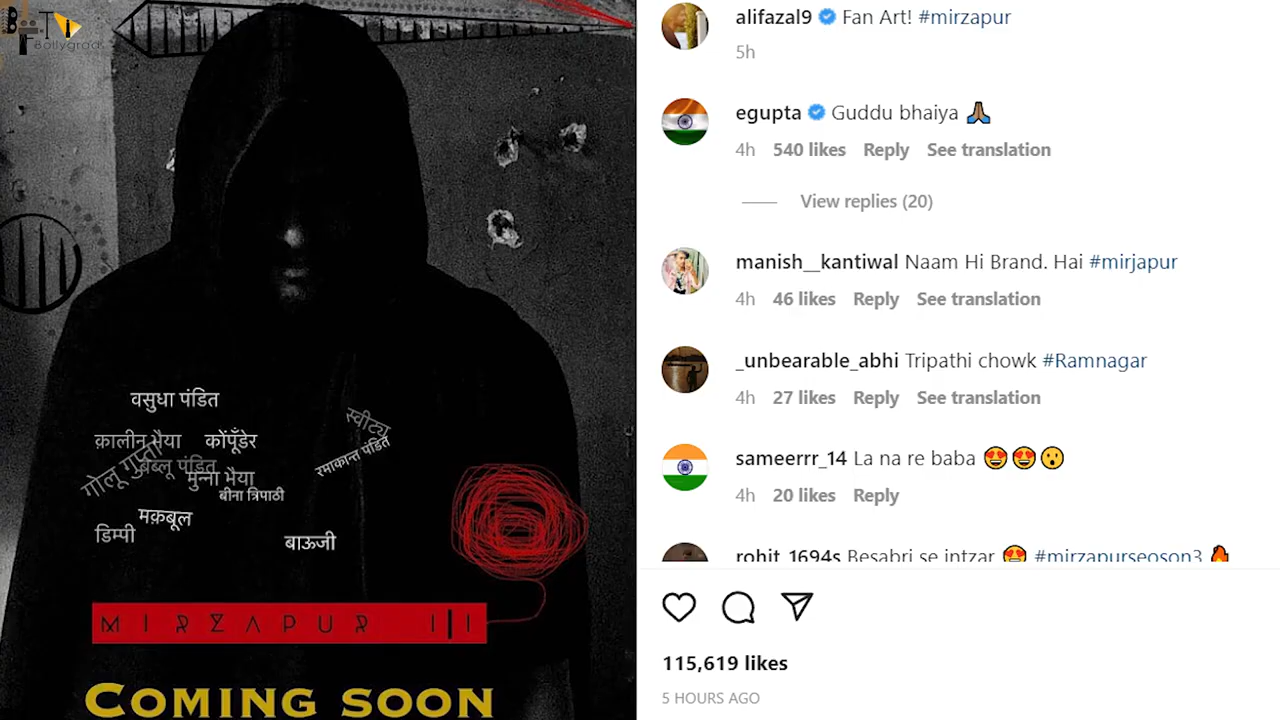 Bollygrads
वसुधा पंडित
स्वीट्य
क़ालीन भैया
कोंपूँडेर
रमाकान्त पंडित
गोलू गुप्ता
बब्लू पंडित
मुन्ना भैया
बीना त्रिपाठी
मक़बूल
डिम्पी
बाऊजी
MIRZAPUR III
COMING SOON
alifazal9 Fan Art! #mirzapur
5h
egupta Guddu bhaiya 🙏🏽
4h 540 likes Reply See translation
View replies (20)
manish__kantiwal Naam Hi Brand. Hai #mirjapur
4h 46 likes Reply See translation
_unbearable_abhi Tripathi chowk #Ramnagar
4h 27 likes Reply See translation
sameerrr_14 La na re baba 😍😍😮
4h 20 likes Reply
rohit_1694s Besabri se intzar 😍 #mirzapurseoson3 🔥
115,619 likes
5 HOURS AGO